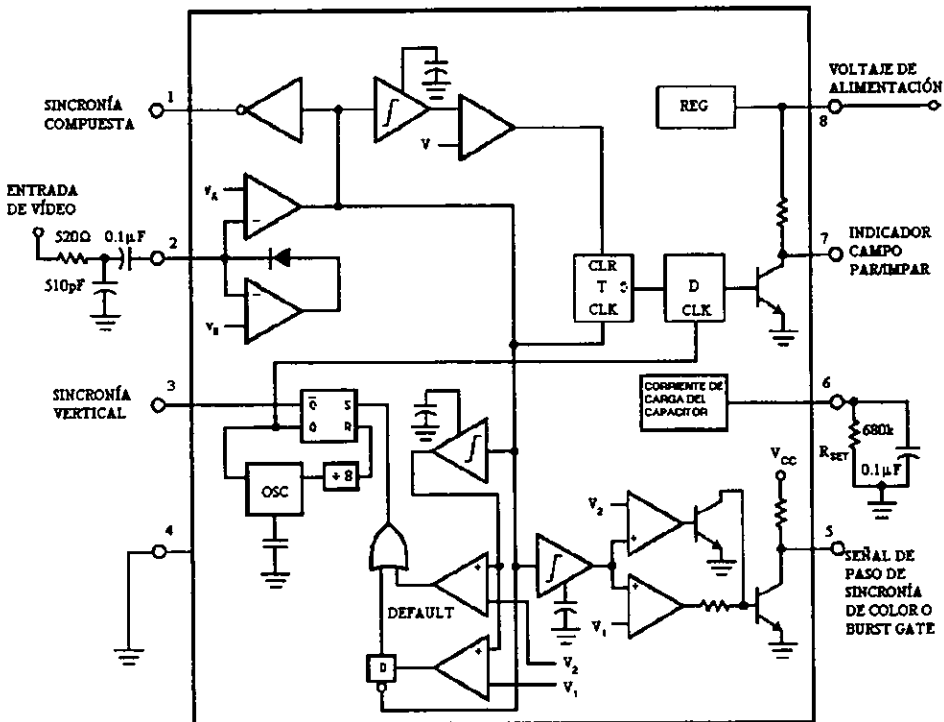 SINCRONÍA
COMPUESTA
1
ENTRADA
DE VÍDEO
520Ω
0.1µF
2
510pF
SINCRONÍA
VERTICAL
3
4
V
V_A
V_B
REG
VOLTAJE DE
ALIMENTACIÓN
8
7
INDICADOR
CAMPO
PAR/IMPAR
CLR
T
CLK
D
CLK
CORRIENTE DE
CARGA DEL
CAPACITOR
6
680k
R_SET
0.1µF
Q̅
S
Q
R
OSC
÷ 8
DEFAULT
D
+
+
V_2
V_1
V_2
+
+
V_1
V_CC
5
SEÑAL DE
PASO DE
SINCRONÍA
DE COLOR O
BURST GATE